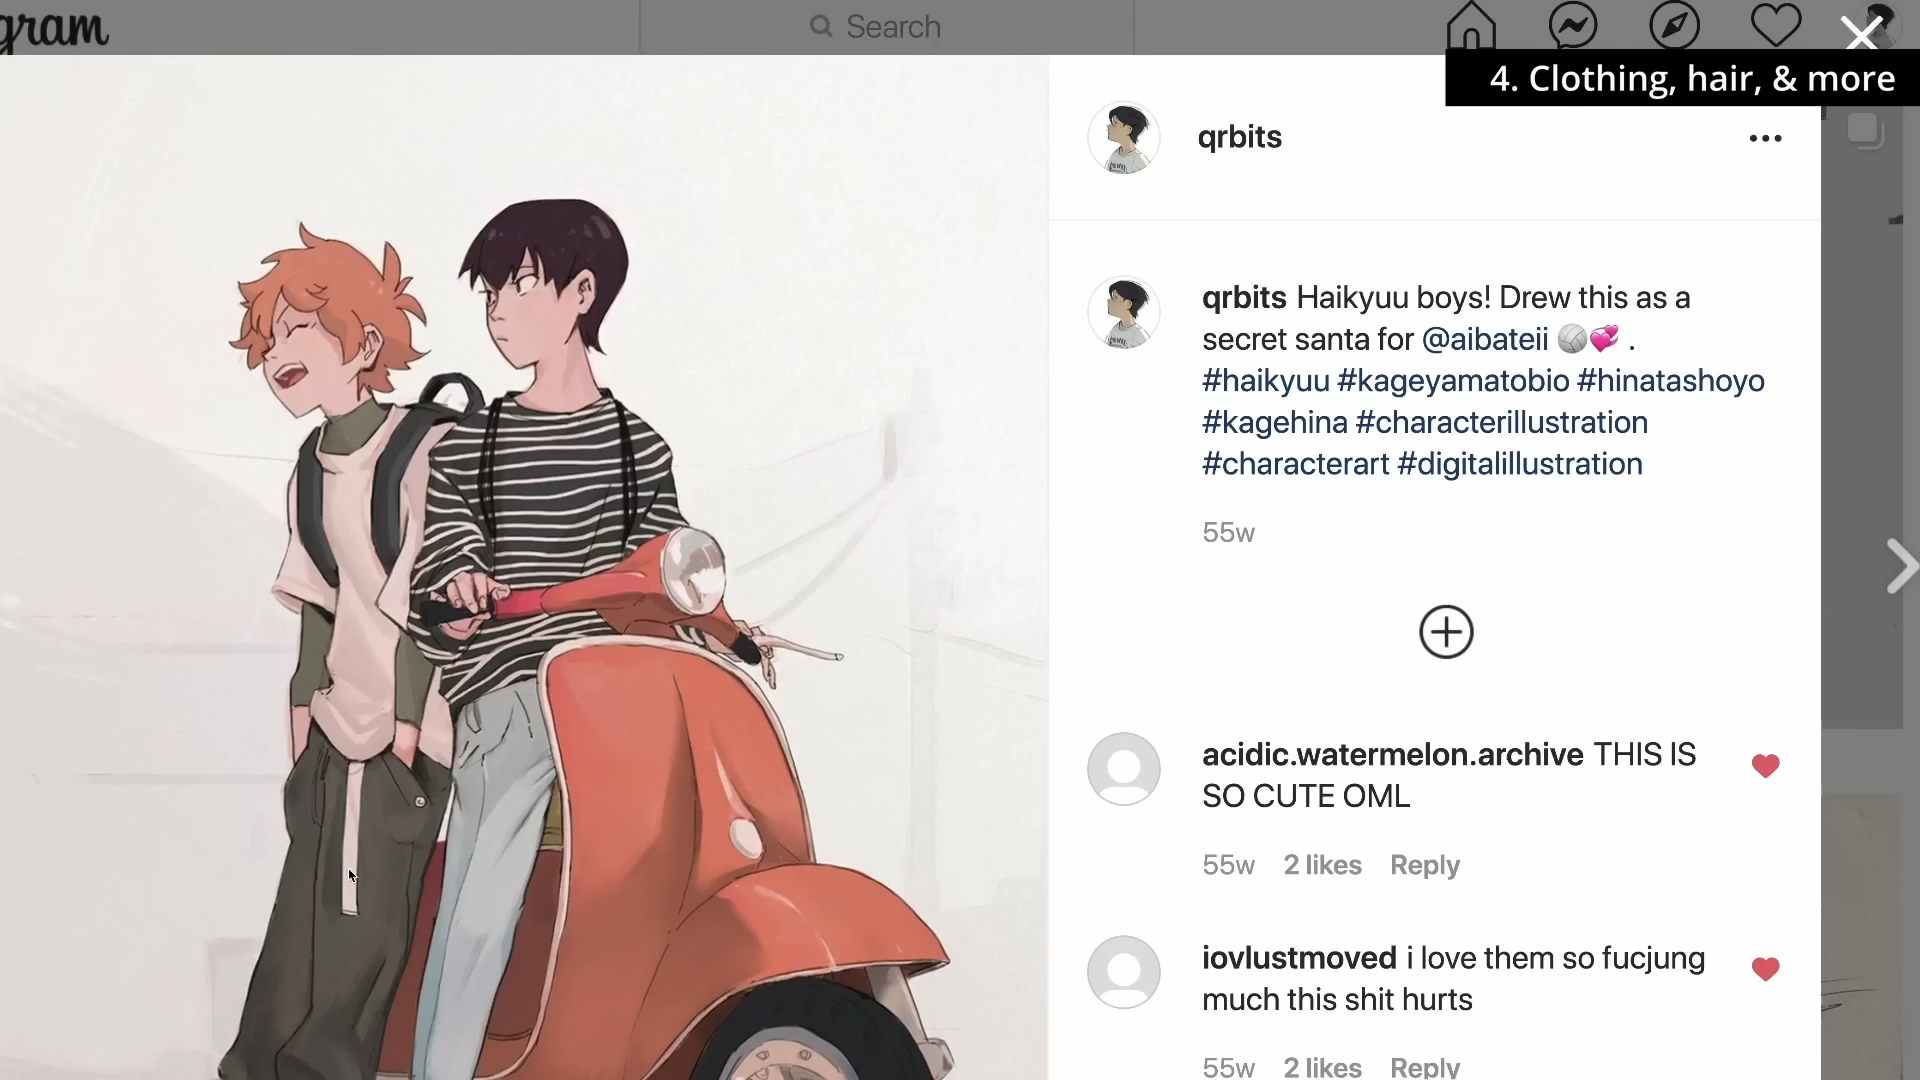 gram
Search
4. Clothing, hair, & more
qrbits
qrbits Haikyuu boys! Drew this as a
secret santa for @aibateii 🏐💞 .
#haikyuu #kageyamatobio #hinatashoyo
#kagehina #characterillustration
#characterart #digitalillustration
55w
acidic.watermelon.archive THIS IS
SO CUTE OML
55w 2 likes Reply
iovlustmoved i love them so fucjung
much this shit hurts
55w 2 likes Reply